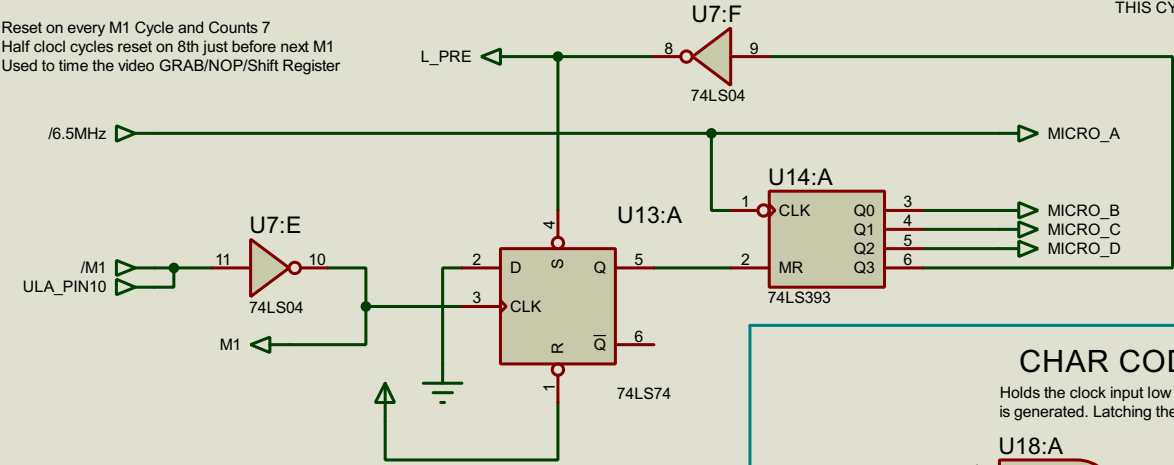 THIS CY
Reset on every M1 Cycle and Counts 7
Half clocl cycles reset on 8th just before next M1
Used to time the video GRAB/NOP/Shift Register
U7:F
L_PRE
8
9
74LS04
/6.5MHz
MICRO_A
U14:A
1
CLK
Q0
3
MICRO_B
Q1
4
MICRO_C
Q2
5
MICRO_D
2
MR
Q3
6
74LS393
U13:A
4
U7:E
/M1
11
10
2
D
S
Q
5
ULA_PIN10
74LS04
3
CLK
M1
R
Q
6
1
74LS74
CHAR COD
Holds the clock input low
is generated. Latching the
U18:A